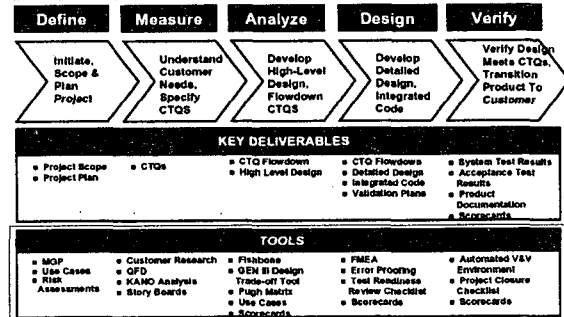 Define
Measure
Analyze
Design
Verify
Initiate,
Scope &
Plan
Project
Understand
Customer
Needs,
Specify
CTQS
Develop
High-Level
Design,
Flowdown
CTQS
Develop
Detailed
Design,
Integrated
Code
Verify Design
Meets CTQs,
Transition
Product To
Customer
KEY DELIVERABLES
• Project Scope
• Project Plan
• CTQs
• CTQ Flowdown
• High Level Design
• CTQ Flowdown
• Detailed Design
• Integrated Code
• Validation Plans
• System Test Results
• Acceptance Test
Results
• Product
Documentation
• Scorecards
TOOLS
• MGP
• Use Cases
• Risk
Assessments
• Customer Research
• QFD
• KANO Analysis
• Story Boards
• Fishbone
• GEN III Design
Trade-off Tool
• Pugh Matrix
• Use Cases
• Scorecards
• FMEA
• Error Proofing
• Test Readiness
Review Checklist
• Scorecards
• Automated V&V
Environment
• Project Closure
Checklist
• Scorecards